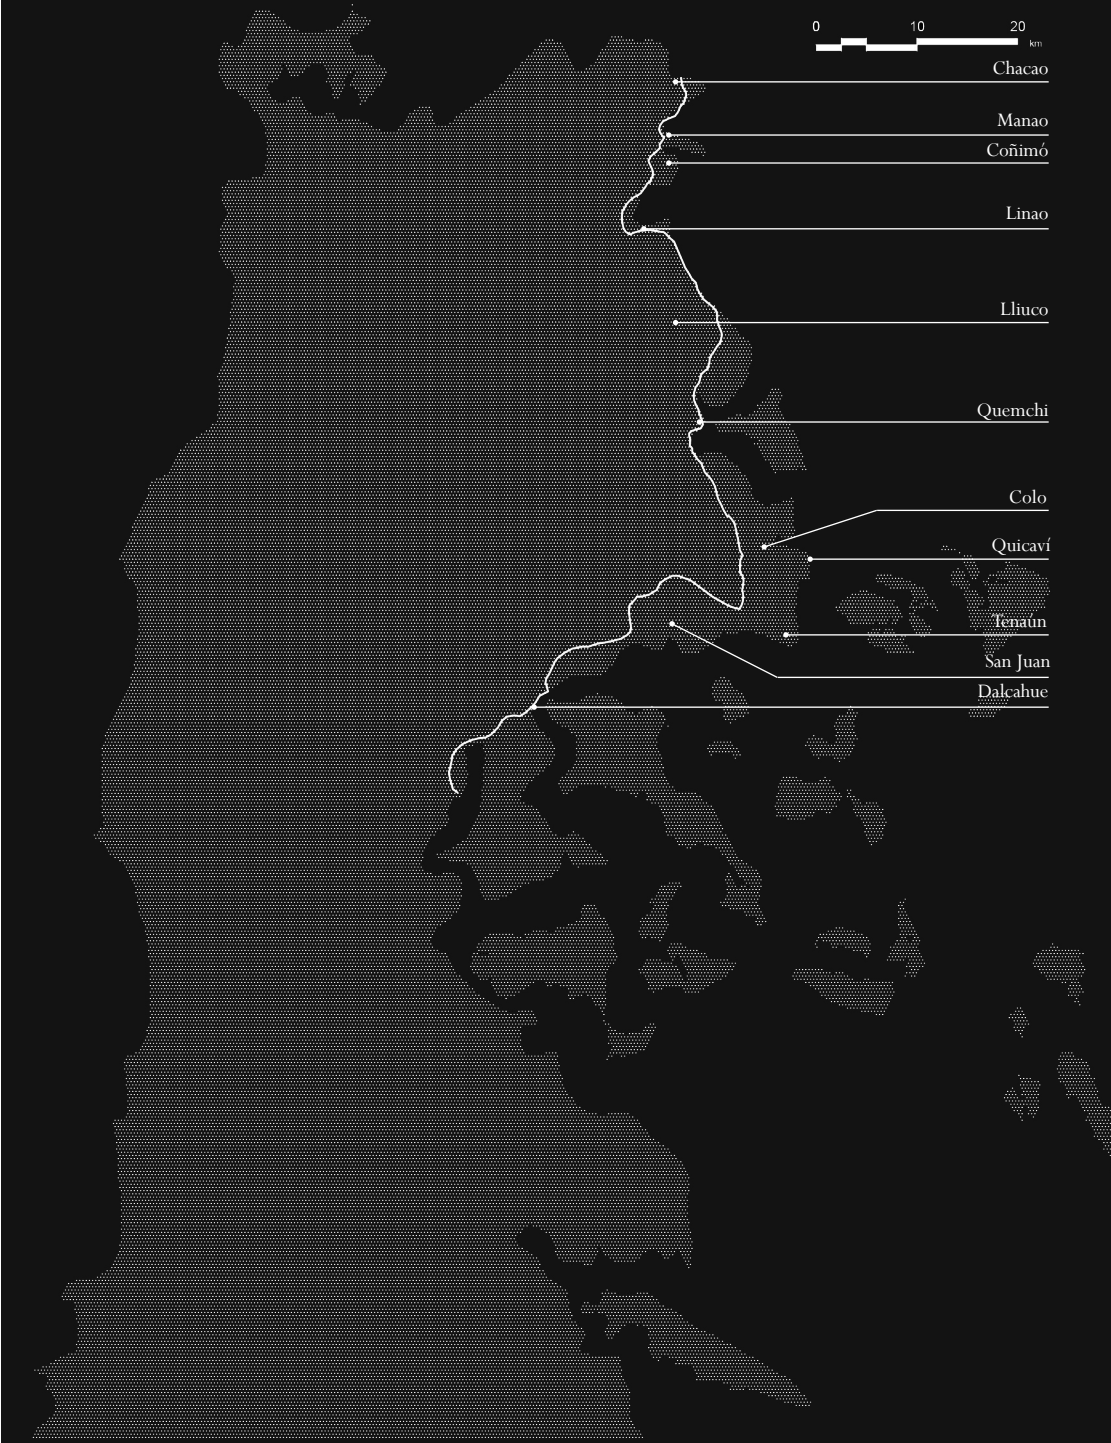 0 10 20
km
Chacao
Manao
Coñimó
Linao
Lliuco
Quemchi
Colo
Quicaví
Tenaún
San Juan
Dalcahue